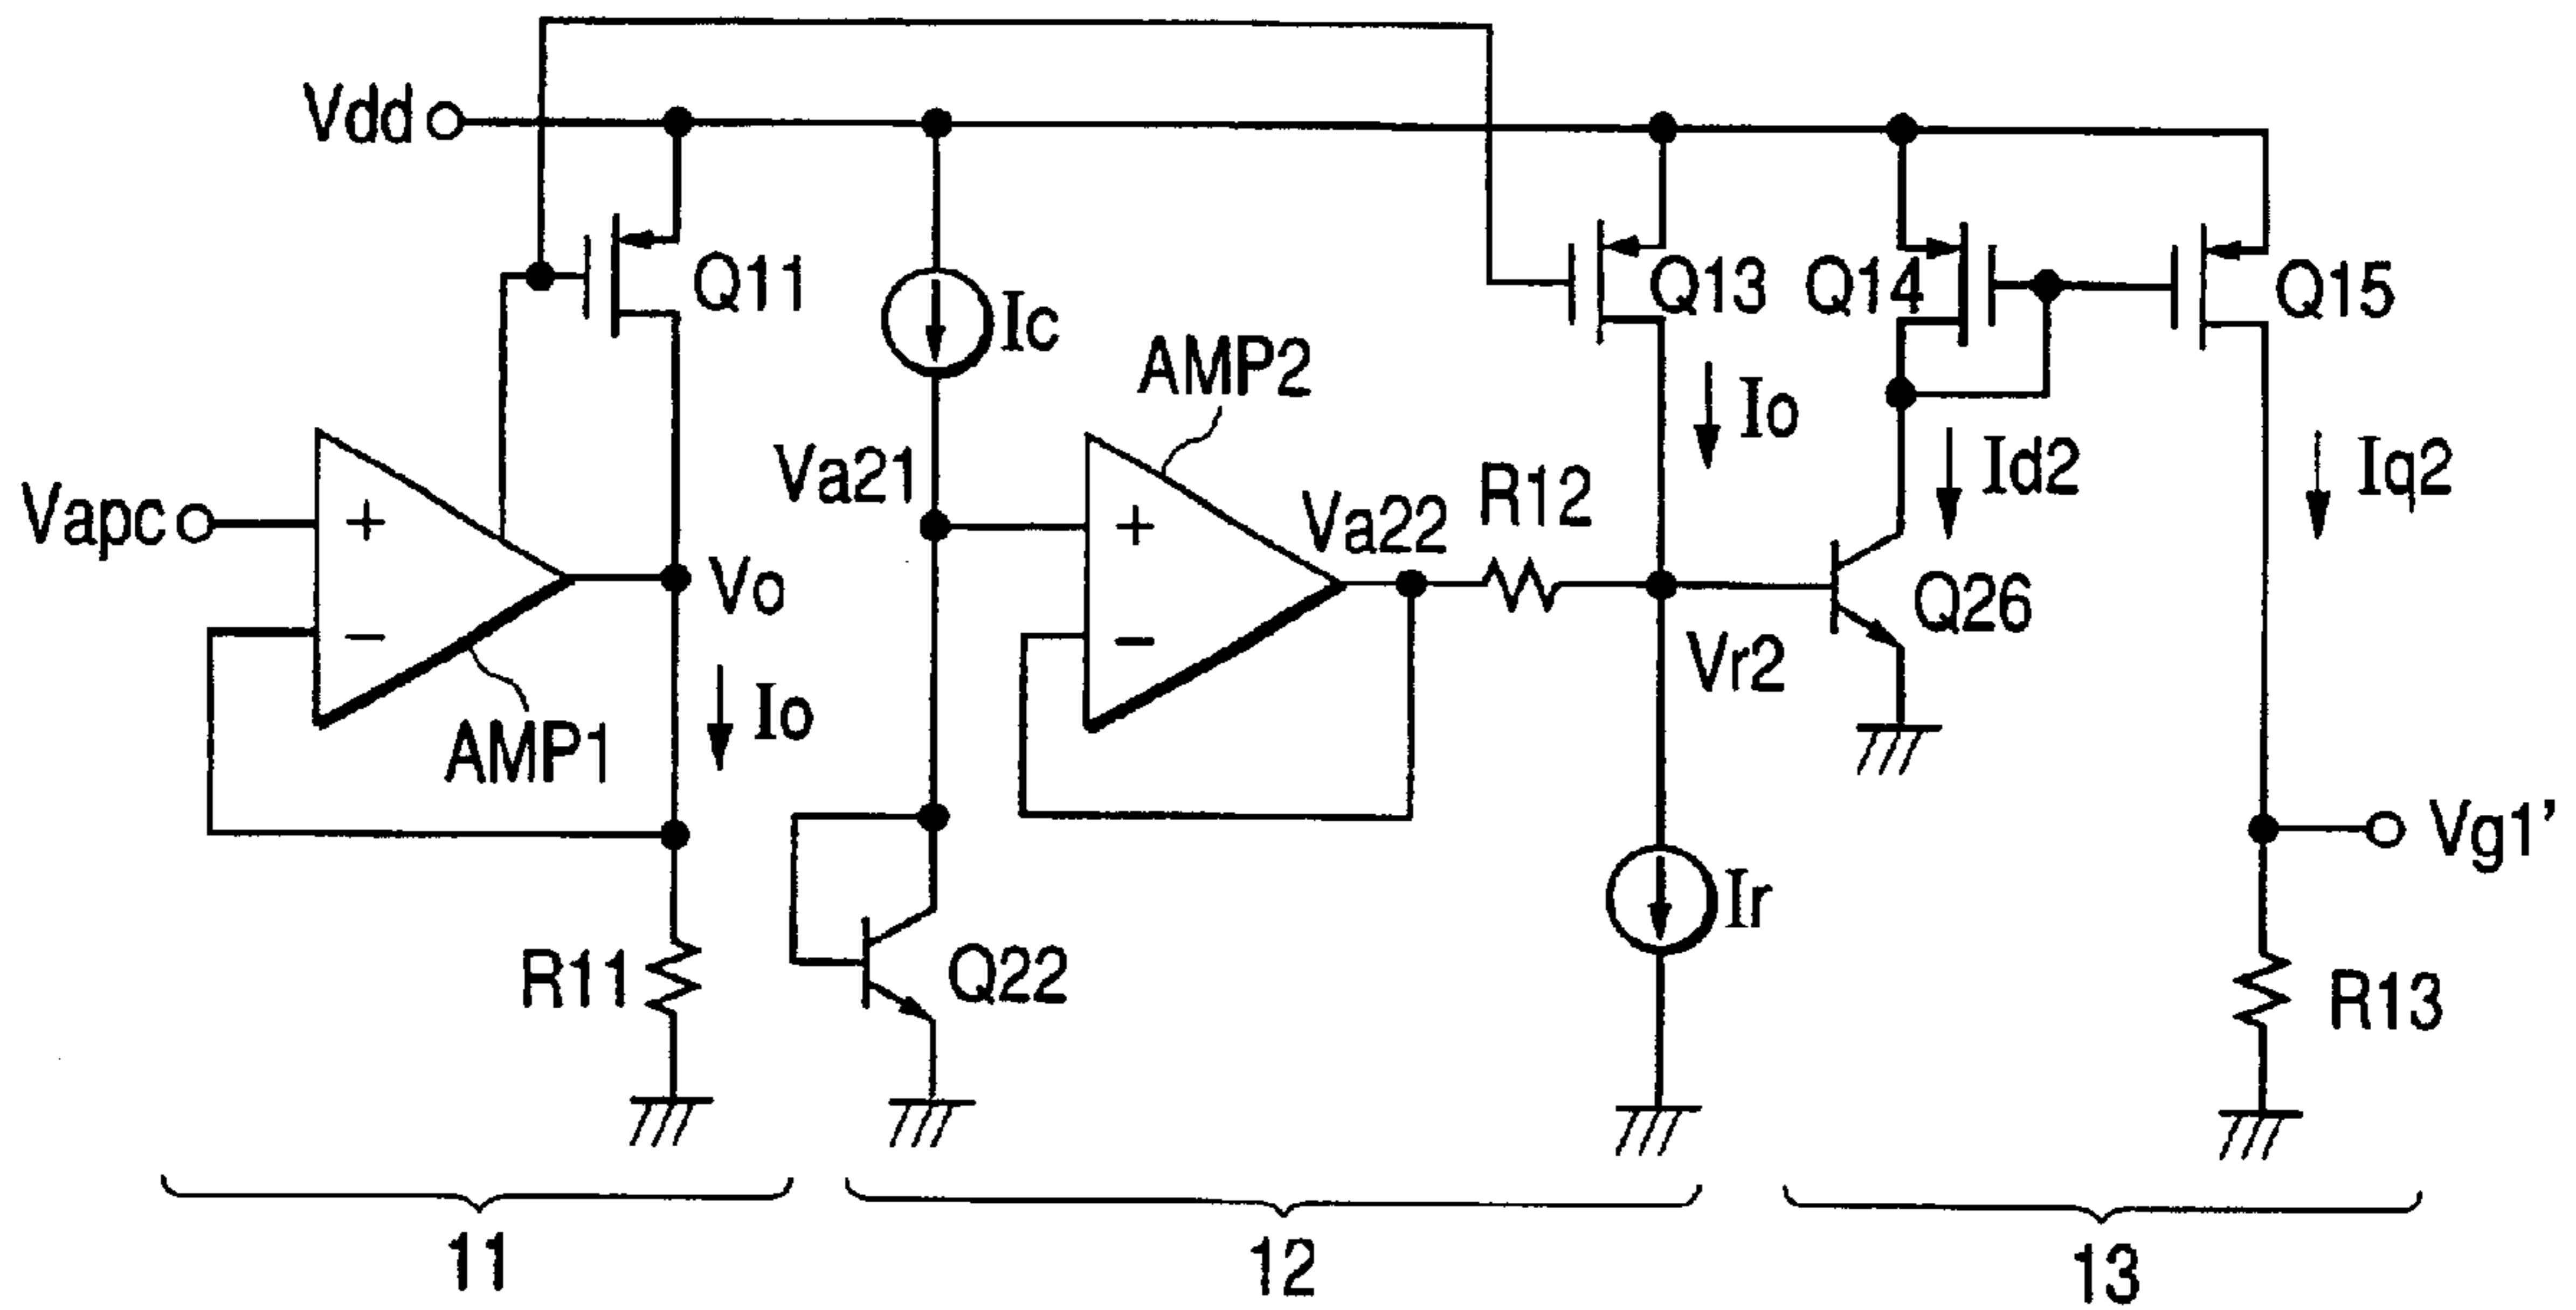 Vdd
Q11
Ic
Q13
Q14
Q15
AMP2
Io
Va21
R12
Id2
Iq2
Vapc
+
+
Va22
Vo
Q26
−
−
Vr2
Io
AMP1
Vg1'
Ir
R11
Q22
R13
11
12
13